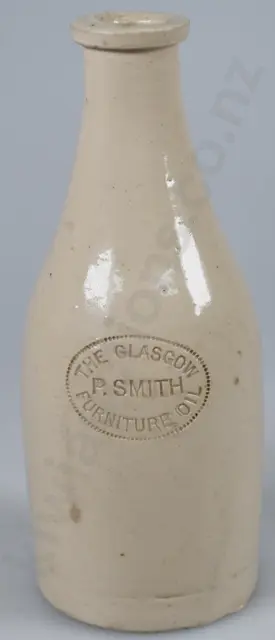 THE GLASGOW
P. SMITH
FURNITURE OIL